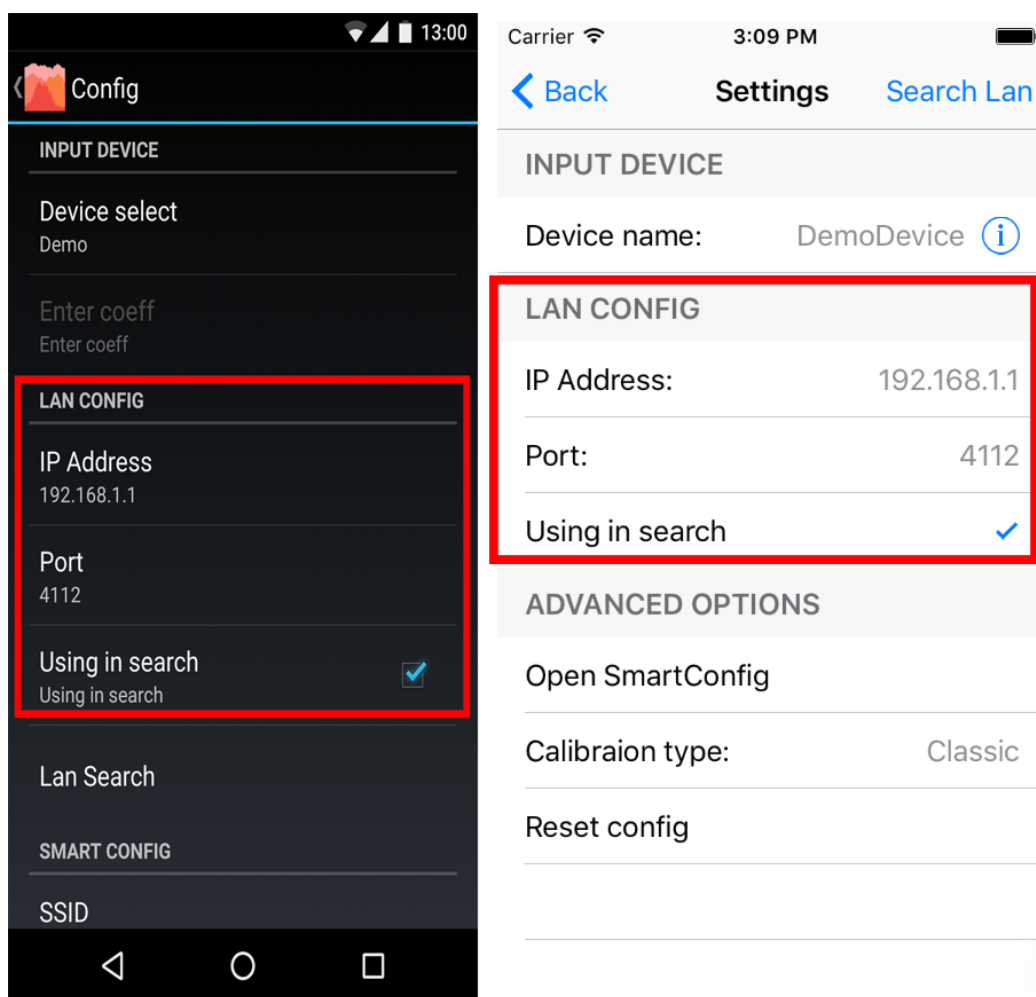 13:00
Config
INPUT DEVICE
Device select
Demo
Enter coeff
Enter coeff
LAN CONFIG
IP Address
192.168.1.1
Port
4112
Using in search
Using in search
Lan Search
SMART CONFIG
SSID
Carrier 3:09 PM
Back Settings Search Lan
INPUT DEVICE
Device name: DemoDevice i
LAN CONFIG
IP Address: 192.168.1.1
Port: 4112
Using in search
ADVANCED OPTIONS
Open SmartConfig
Calibraion type: Classic
Reset config